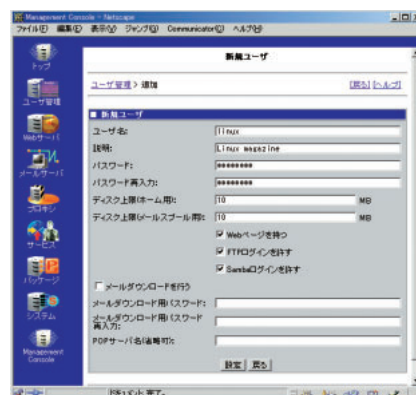 Management Console - Netscape
ファイル(F) 編集(E) 表示(V) ジャンプ(G) Communicator(C) ヘルプ(H)
トップ
ユーザ管理
Webサーバ
メールサーバ
プロキシ
サービス
パッケージ
システム
Management Console
新規ユーザ
ユーザ管理 > 追加 [戻る] [ヘルプ]
■ 新規ユーザ
ユーザ名: linux
説明: Linux magazine
パスワード: ********
パスワード再入力: ********
ディスク上限(ホーム用): 10 MB
ディスク上限(メールスプール用): 10 MB
Webページを持つ
FTPログインを許す
Sambaログインを許す
メールダウンロードを行う
メールダウンロード用パスワード:
メールダウンロード用パスワード再入力:
POPサーバ名(省略可):
設定 戻る
完了。